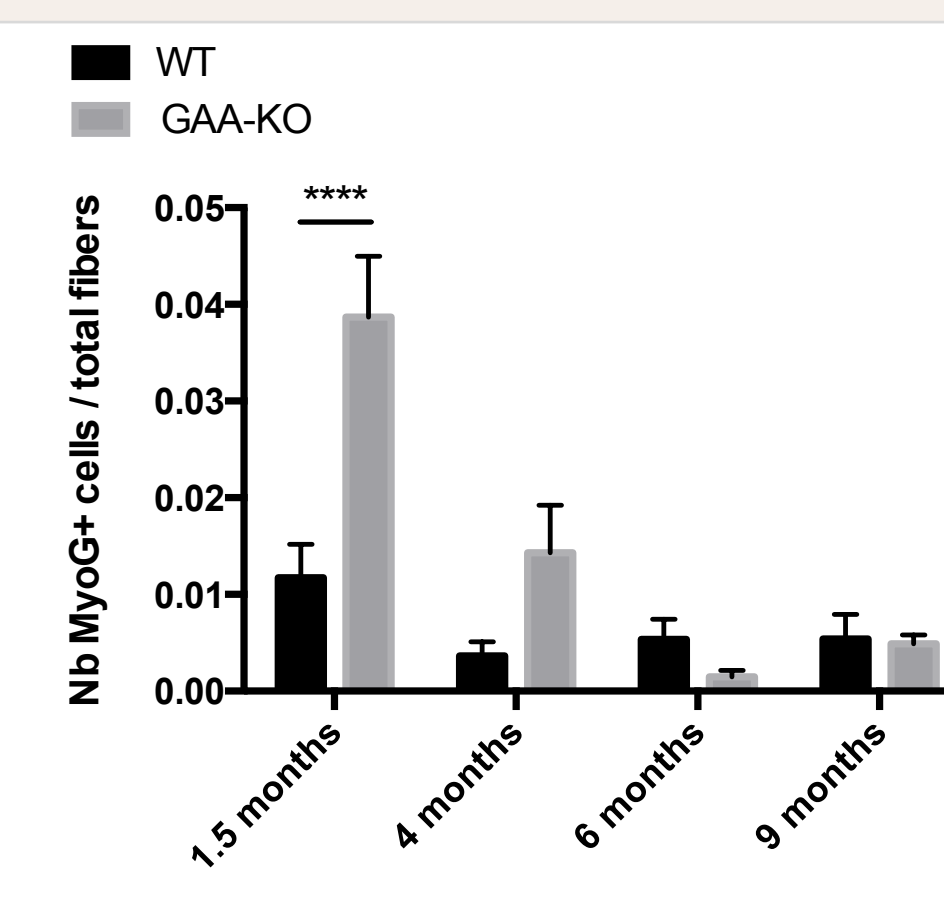 WT
GAA-KO
****
Nb MyoG+ cells / total fibers
0.05
0.04
0.03
0.02
0.01
0.00
1.5 months
4 months
6 months
9 months